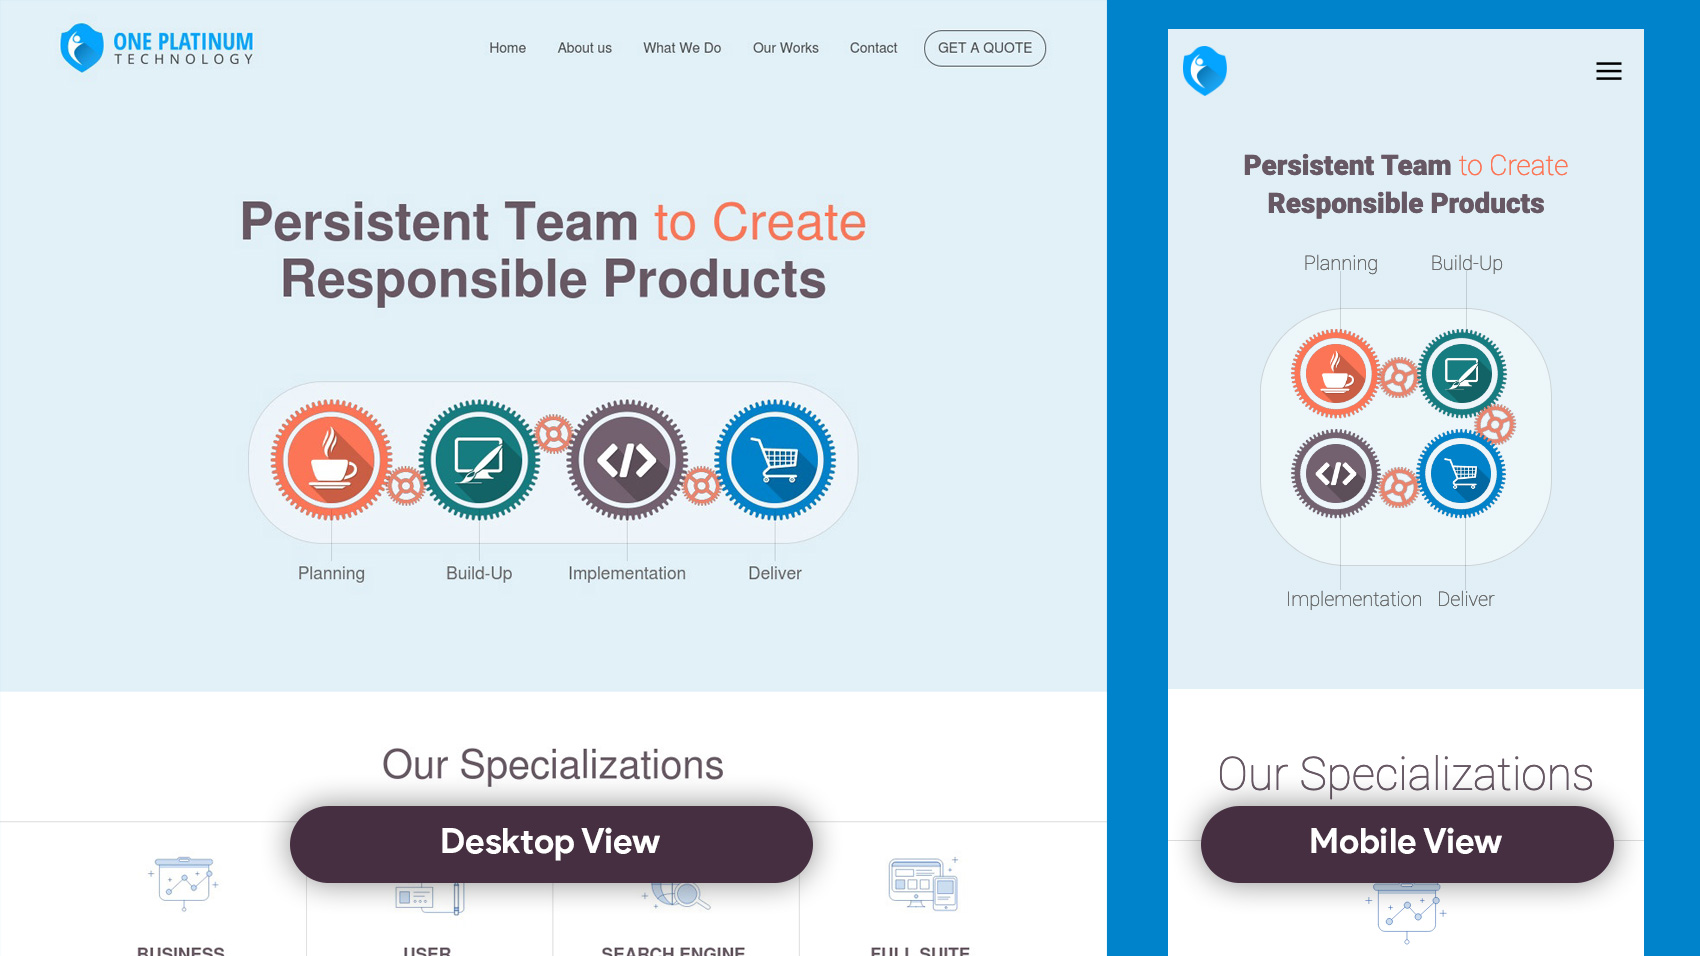 ONE PLATINUM
TECHNOLOGY
Home About us What We Do Our Works Contact GET A QUOTE
Persistent Team to Create
Responsible Products
Planning Build-Up Implementation Deliver
Our Specializations
Desktop View
BUSINESS USER SEARCH ENGINE FULL SUITE
Persistent Team to Create
Responsible Products
Planning Build-Up
Implementation Deliver
Our Specializations
Mobile View